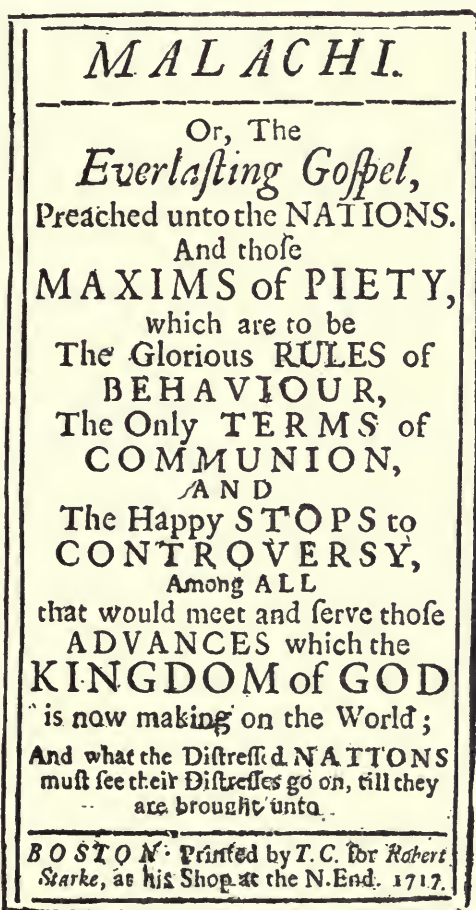 MALACHI.
Or, The
Everlaſting Goſpel,
Preached unto the NATIONS.
And thoſe
MAXIMS of PIETY,
which are to be
The Glorious RULES of
BEHAVIOUR,
The Only TERMS of
COMMUNION,
AND
The Happy STOPS to
CONTROVERSY,
Among ALL
that would meet and ſerve thoſe
ADVANCES which the
KINGDOM of GOD
is now making on the World;
And what the Diſtreſſed NATIONS
muſt ſee their Diſtreſſes go on, till they
are brought unto.
BOSTON: Printed by T. C. for Robert
Starke, at his Shop at the N. End. 1717.